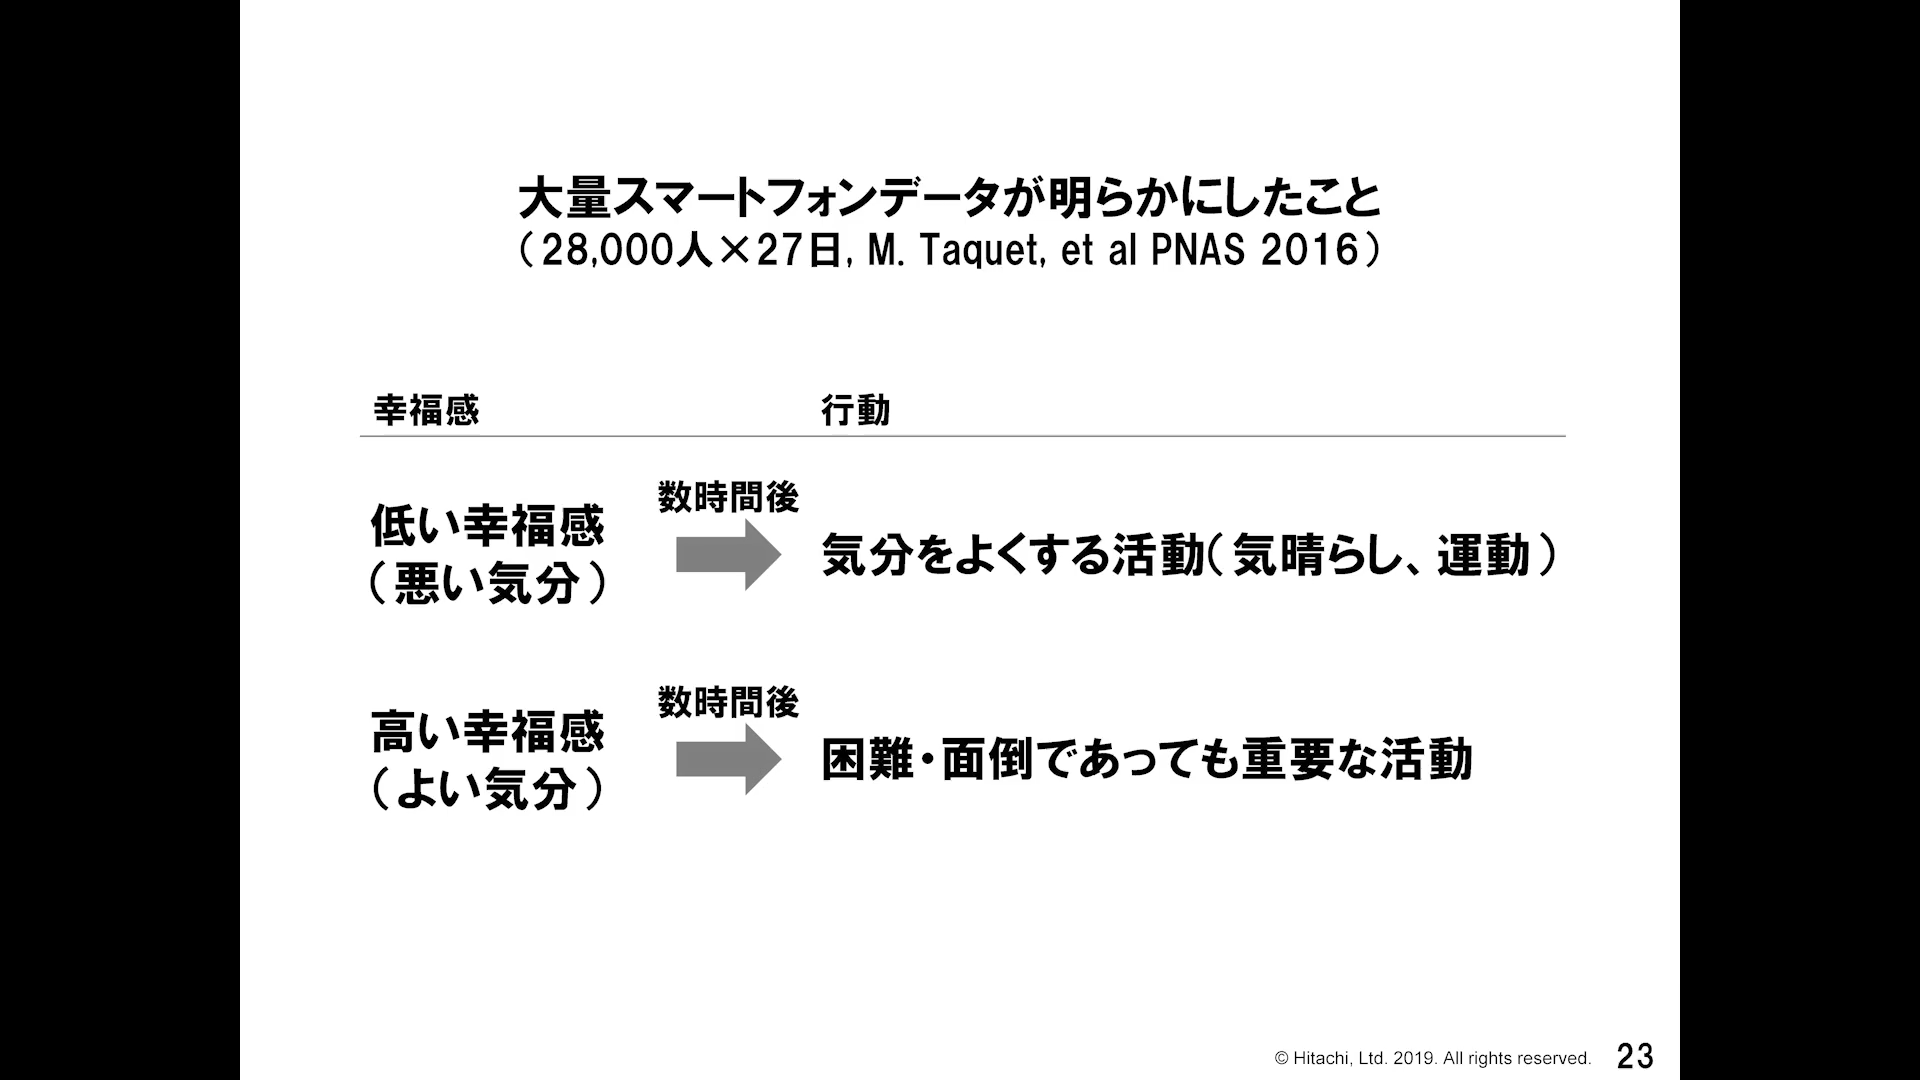 大量スマートフォンデータが明らかにしたこと
（28,000人×27日, M. Taquet, et al PNAS 2016）
幸福感
行動
低い幸福感
（悪い気分）
数時間後
気分をよくする活動（気晴らし、運動）
高い幸福感
（よい気分）
数時間後
困難・面倒であっても重要な活動
© Hitachi, Ltd. 2019. All rights reserved.
23